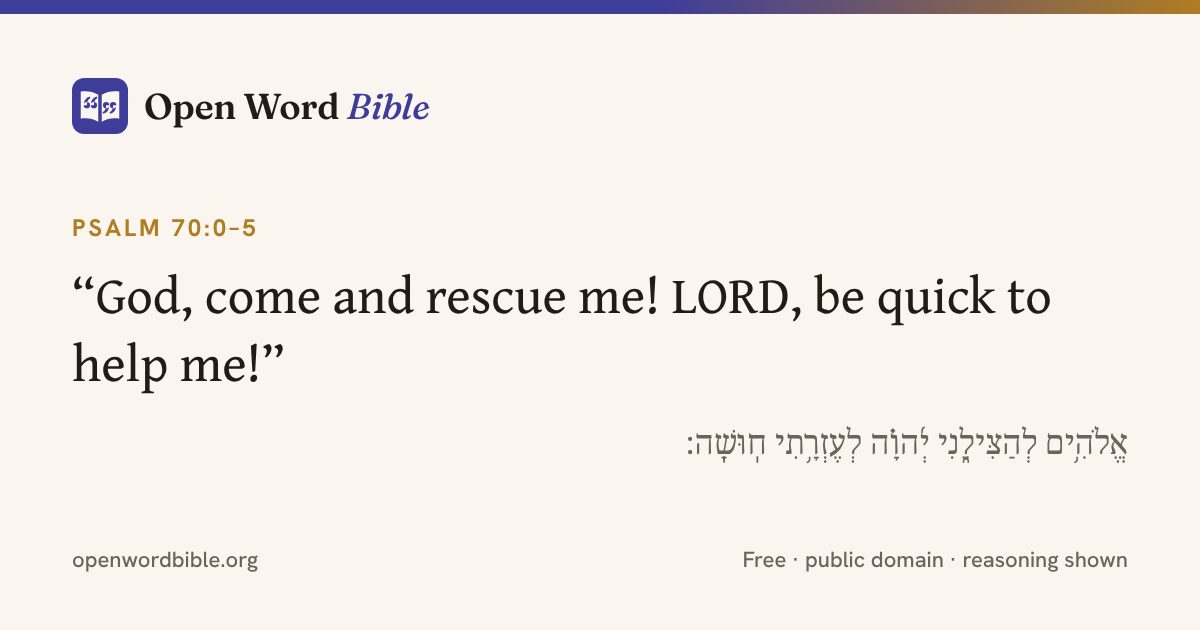 Open Word Bible
PSALM 70:0–5
“God, come and rescue me! LORD, be quick to
help me!”
אֱלֹהִ֥ים לְהַצִּילֵ֑נִי יְ֝הוָ֗ה לְעֶזְרָ֥תִי חֽוּשָֽׁה׃
openwordbible.org
Free · public domain · reasoning shown